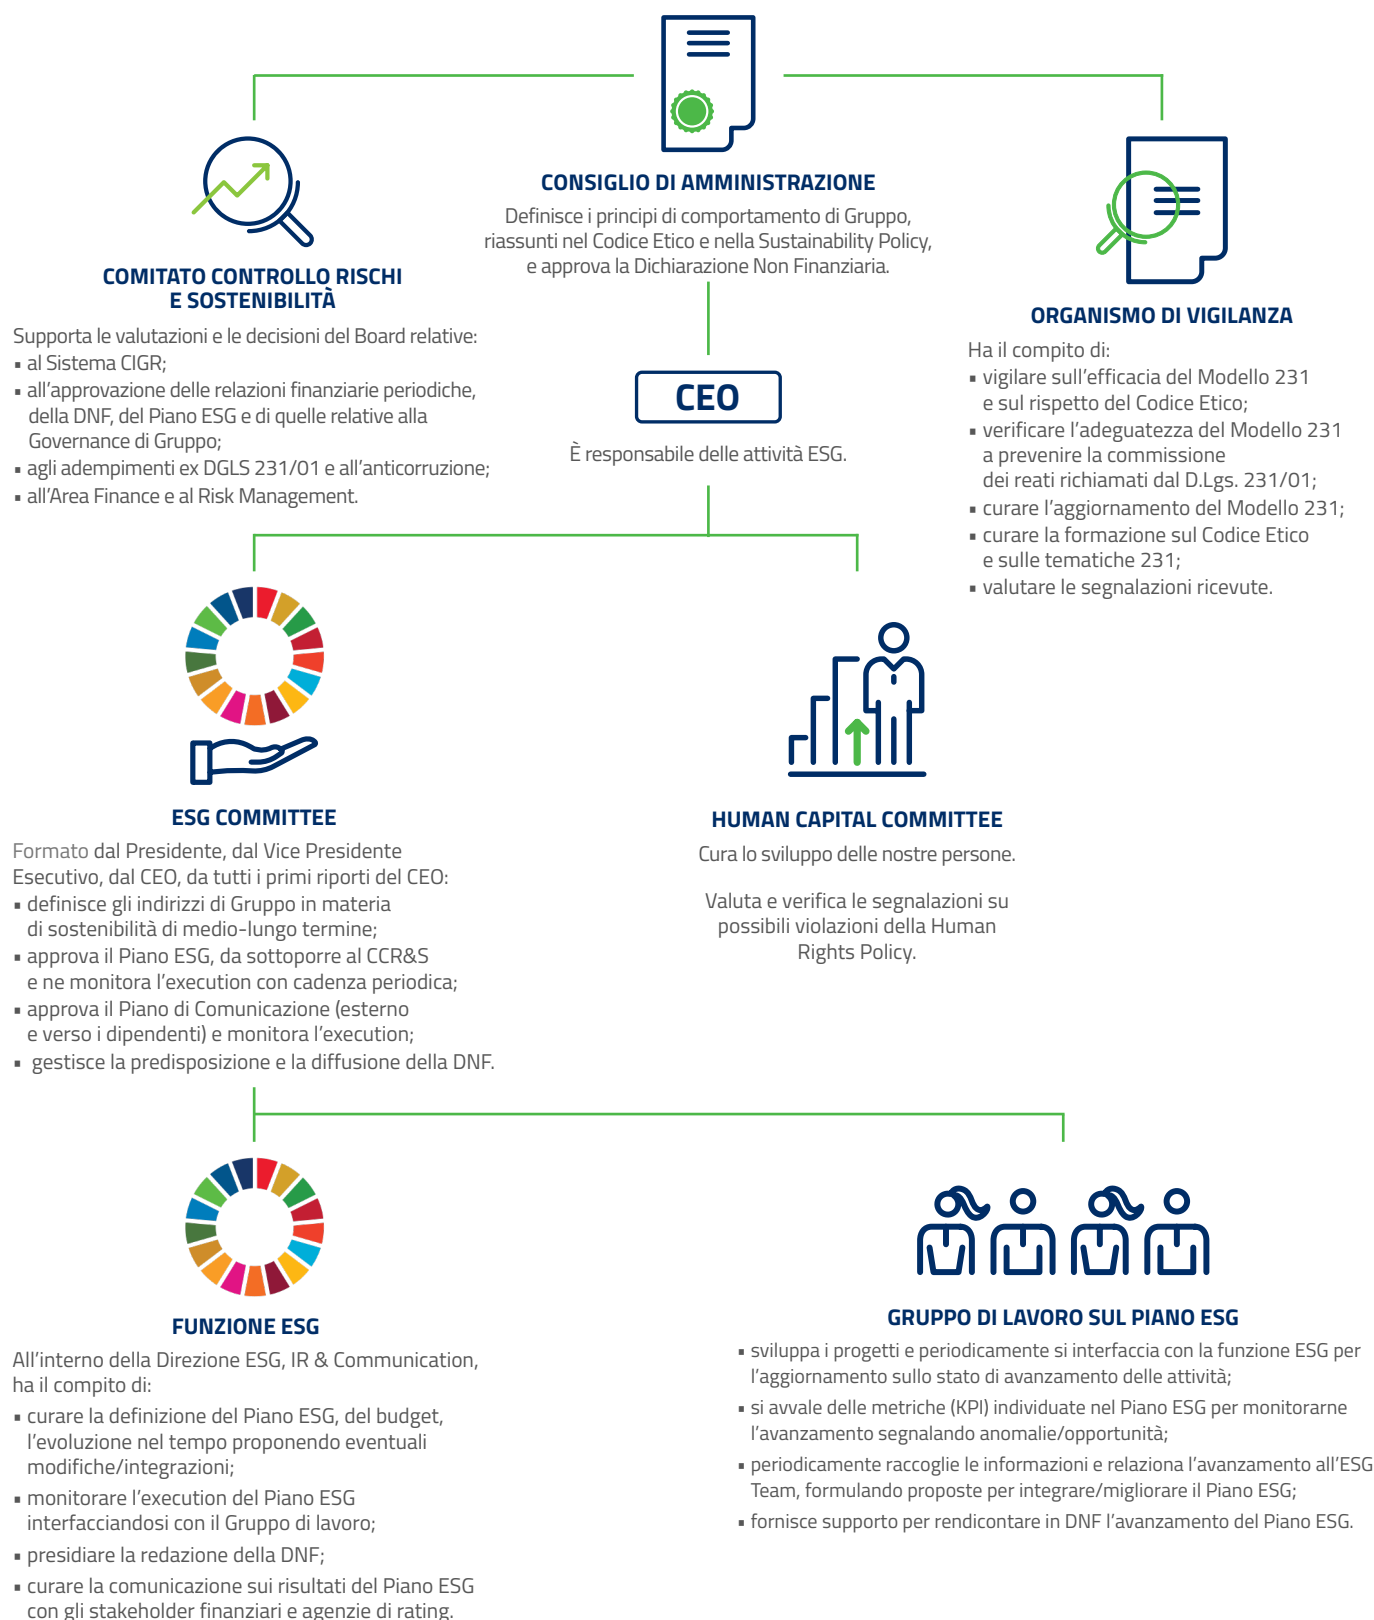 CONSIGLIO DI AMMINISTRAZIONE
Definisce i principi di comportamento di Gruppo,
riassunti nel Codice Etico e nella Sustainability Policy,
e approva la Dichiarazione Non Finanziaria.
COMITATO CONTROLLO RISCHI
E SOSTENIBILITÀ
Supporta le valutazioni e le decisioni del Board relative:
▪ al Sistema CIGR;
▪ all’approvazione delle relazioni finanziarie periodiche,
della DNF, del Piano ESG e di quelle relative alla
Governance di Gruppo;
▪ agli adempimenti ex DGLS 231/01 e all’anticorruzione;
▪ all’Area Finance e al Risk Management.
CEO
È responsabile delle attività ESG.
ORGANISMO DI VIGILANZA
Ha il compito di:
▪ vigilare sull’efficacia del Modello 231
e sul rispetto del Codice Etico;
▪ verificare l’adeguatezza del Modello 231
a prevenire la commissione
dei reati richiamati dal D.Lgs. 231/01;
▪ curare l’aggiornamento del Modello 231;
▪ curare la formazione sul Codice Etico
e sulle tematiche 231;
▪ valutare le segnalazioni ricevute.
ESG COMMITTEE
Formato dal Presidente, dal Vice Presidente
Esecutivo, dal CEO, da tutti i primi riporti del CEO:
▪ definisce gli indirizzi di Gruppo in materia
di sostenibilità di medio-lungo termine;
▪ approva il Piano ESG, da sottoporre al CCR&S
e ne monitora l’execution con cadenza periodica;
▪ approva il Piano di Comunicazione (esterno
e verso i dipendenti) e monitora l’execution;
▪ gestisce la predisposizione e la diffusione della DNF.
HUMAN CAPITAL COMMITTEE
Cura lo sviluppo delle nostre persone.
Valuta e verifica le segnalazioni su
possibili violazioni della Human
Rights Policy.
FUNZIONE ESG
All’interno della Direzione ESG, IR & Communication,
ha il compito di:
▪ curare la definizione del Piano ESG, del budget,
l’evoluzione nel tempo proponendo eventuali
modifiche/integrazioni;
▪ monitorare l’execution del Piano ESG
interfacciandosi con il Gruppo di lavoro;
▪ presidiare la redazione della DNF;
▪ curare la comunicazione sui risultati del Piano ESG
con gli stakeholder finanziari e agenzie di rating.
GRUPPO DI LAVORO SUL PIANO ESG
▪ sviluppa i progetti e periodicamente si interfaccia con la funzione ESG per
l’aggiornamento sullo stato di avanzamento delle attività;
▪ si avvale delle metriche (KPI) individuate nel Piano ESG per monitorarne
l’avanzamento segnalando anomalie/opportunità;
▪ periodicamente raccoglie le informazioni e relaziona l’avanzamento all’ESG
Team, formulando proposte per integrare/migliorare il Piano ESG;
▪ fornisce supporto per rendicontare in DNF l’avanzamento del Piano ESG.